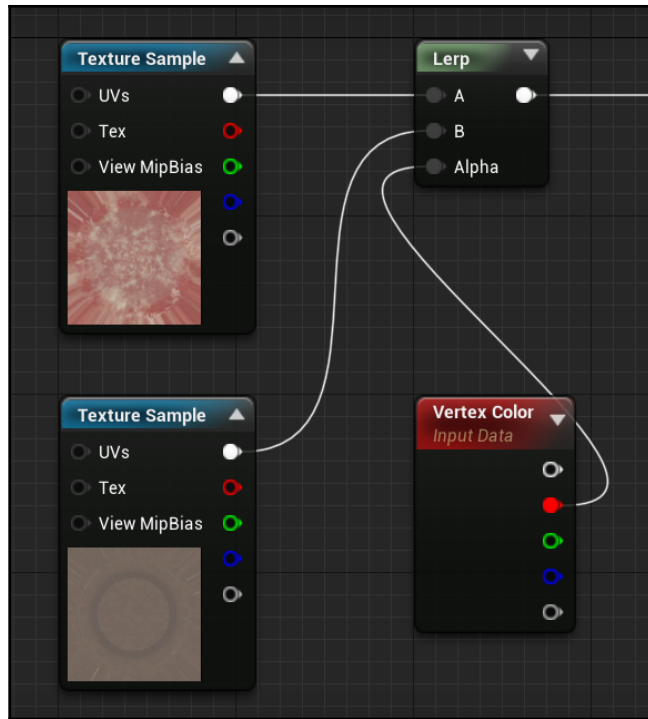 Texture Sample
UVs
Tex
View MipBias
Lerp
A
B
Alpha
Texture Sample
UVs
Tex
View MipBias
Vertex Color
Input Data